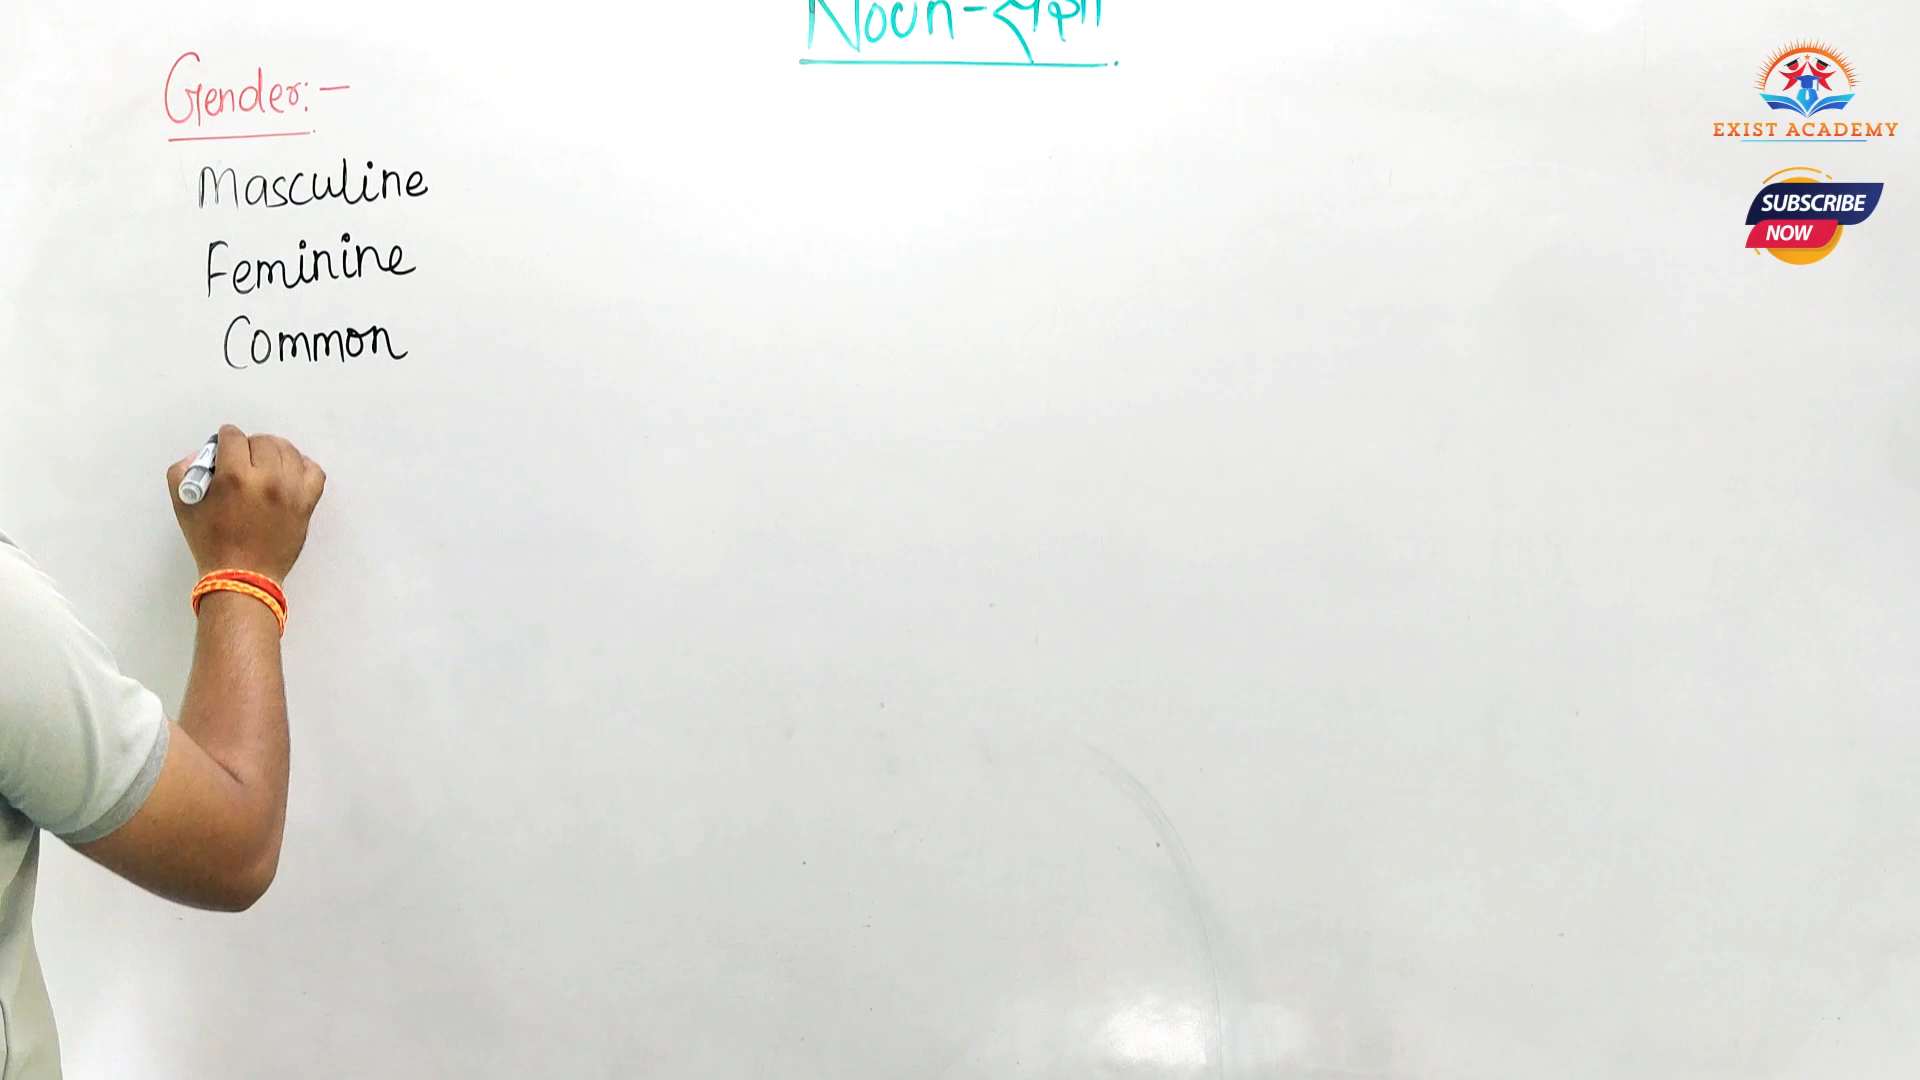 Noun-संज्ञा
Gender:-
Masculine
Feminine
Common
EXIST ACADEMY
SUBSCRIBE
NOW